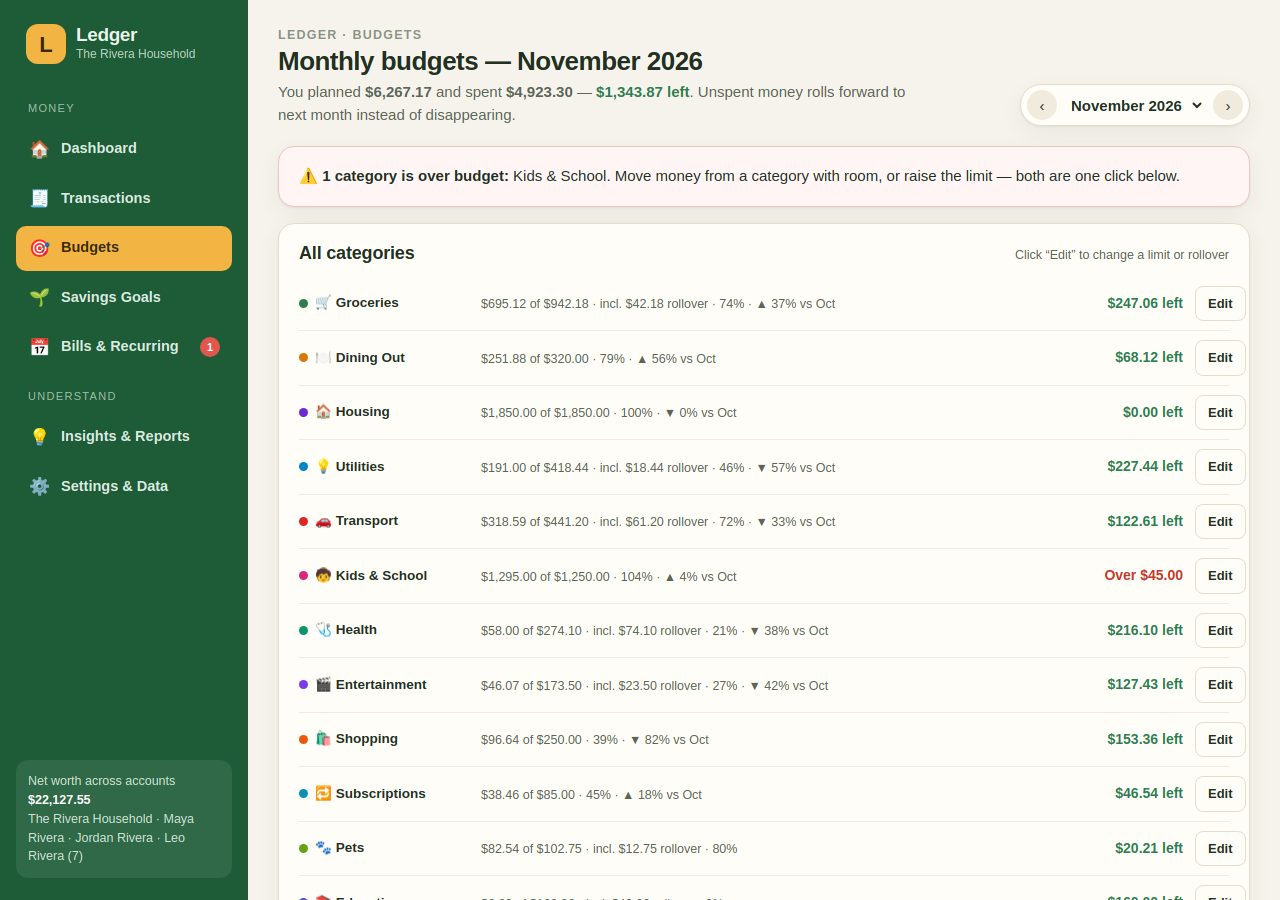 L
Ledger
The Rivera Household
MONEY
🏠 Dashboard
🧾 Transactions
🎯 Budgets
🌱 Savings Goals
📅 Bills & Recurring 1
UNDERSTAND
💡 Insights & Reports
⚙️ Settings & Data
Net worth across accounts
$22,127.55
The Rivera Household · Maya
Rivera · Jordan Rivera · Leo
Rivera (7)
LEDGER · BUDGETS
Monthly budgets — November 2026
You planned $6,267.17 and spent $4,923.30 — $1,343.87 left. Unspent money rolls forward to
next month instead of disappearing.
‹ November 2026 ›
⚠️ 1 category is over budget: Kids & School. Move money from a category with room, or raise the limit — both are one click below.
All categories
Click “Edit” to change a limit or rollover
🛒 Groceries $695.12 of $942.18 · incl. $42.18 rollover · 74% · ▲ 37% vs Oct $247.06 left Edit
🍽️ Dining Out $251.88 of $320.00 · 79% · ▲ 56% vs Oct $68.12 left Edit
🏠 Housing $1,850.00 of $1,850.00 · 100% · ▼ 0% vs Oct $0.00 left Edit
💡 Utilities $191.00 of $418.44 · incl. $18.44 rollover · 46% · ▼ 57% vs Oct $227.44 left Edit
🚗 Transport $318.59 of $441.20 · incl. $61.20 rollover · 72% · ▼ 33% vs Oct $122.61 left Edit
🧒 Kids & School $1,295.00 of $1,250.00 · 104% · ▲ 4% vs Oct Over $45.00 Edit
🩺 Health $58.00 of $274.10 · incl. $74.10 rollover · 21% · ▼ 38% vs Oct $216.10 left Edit
🎬 Entertainment $46.07 of $173.50 · incl. $23.50 rollover · 27% · ▼ 42% vs Oct $127.43 left Edit
🛍️ Shopping $96.64 of $250.00 · 39% · ▼ 82% vs Oct $153.36 left Edit
🔁 Subscriptions $38.46 of $85.00 · 45% · ▲ 18% vs Oct $46.54 left Edit
🐾 Pets $82.54 of $102.75 · incl. $12.75 rollover · 80% $20.21 left Edit